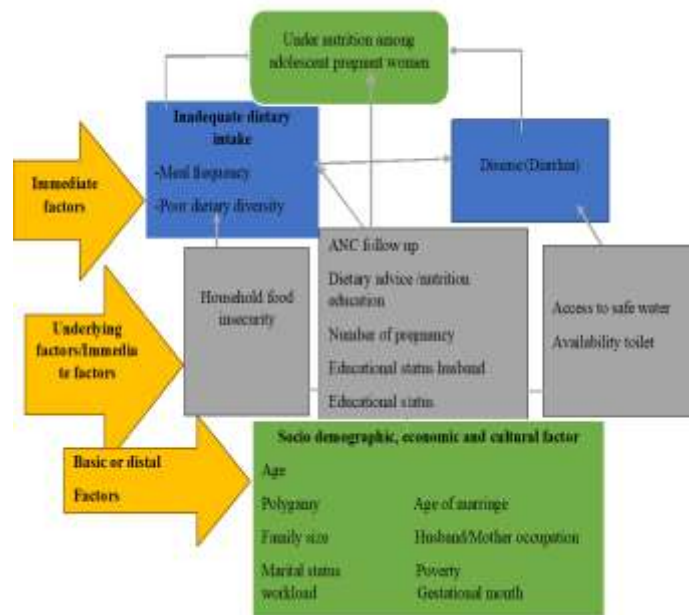 Under nutrition among
adolescent pregnant women
Inadequate dietary
intake
-Meal frequency
-Poor dietary diversity
Disease (Diarrhea)
Immediate
factors
Household food
insecurity
ANC follow up
Dietary advice /nutrition
education
Number of pregnancy
Educational status husband
Educational status
Access to safe water
Availability toilet
Underlying
factors/Immedia
te factors
Basic or distal
Factors
Socio demographic, economic and cultural factor
Age
Polygamy
Age of marriage
Family size
Husband/Mother occupation
Marital status
Poverty
workload
Gestational mouth